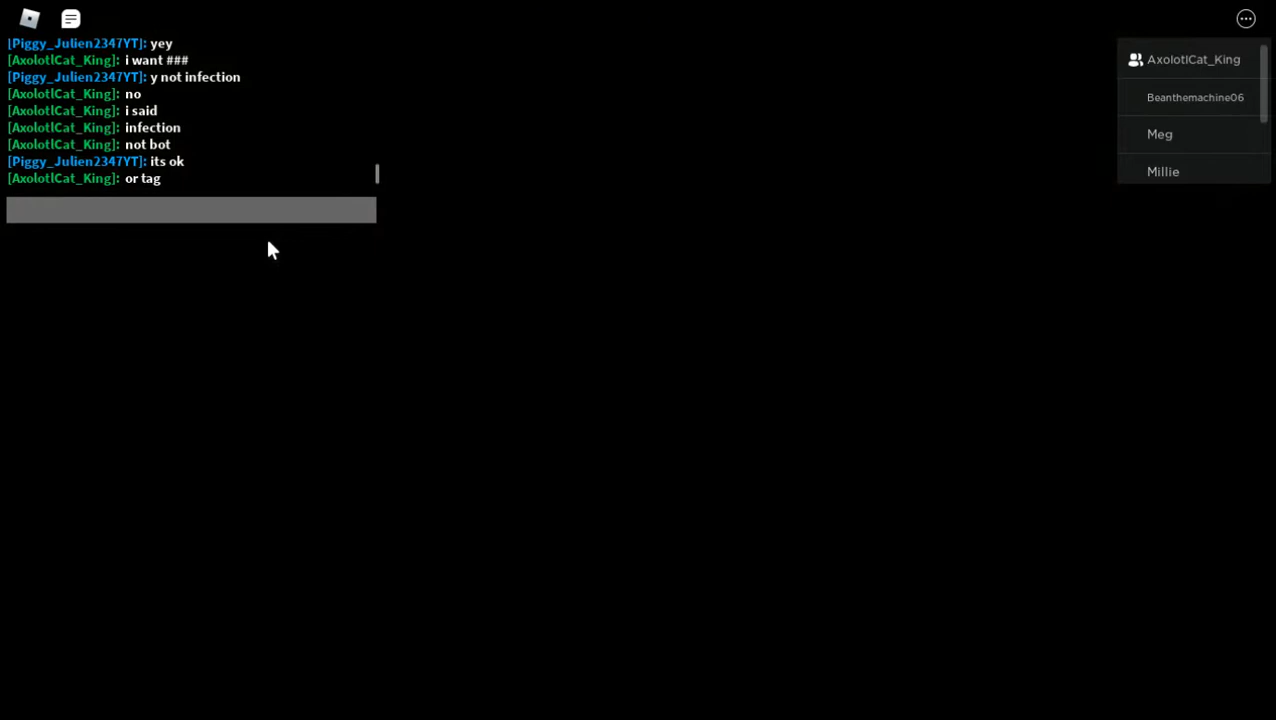 [Piggy_Julien2347YT]: yey
[AxolotlCat_King]: i want ###
[Piggy_Julien2347YT]: y not infection
[AxolotlCat_King]: no
[AxolotlCat_King]: i said
[AxolotlCat_King]: infection
[AxolotlCat_King]: not bot
[Piggy_Julien2347YT]: its ok
[AxolotlCat_King]: or tag
AxolotlCat_King
Beanthemachine06
Meg
Millie